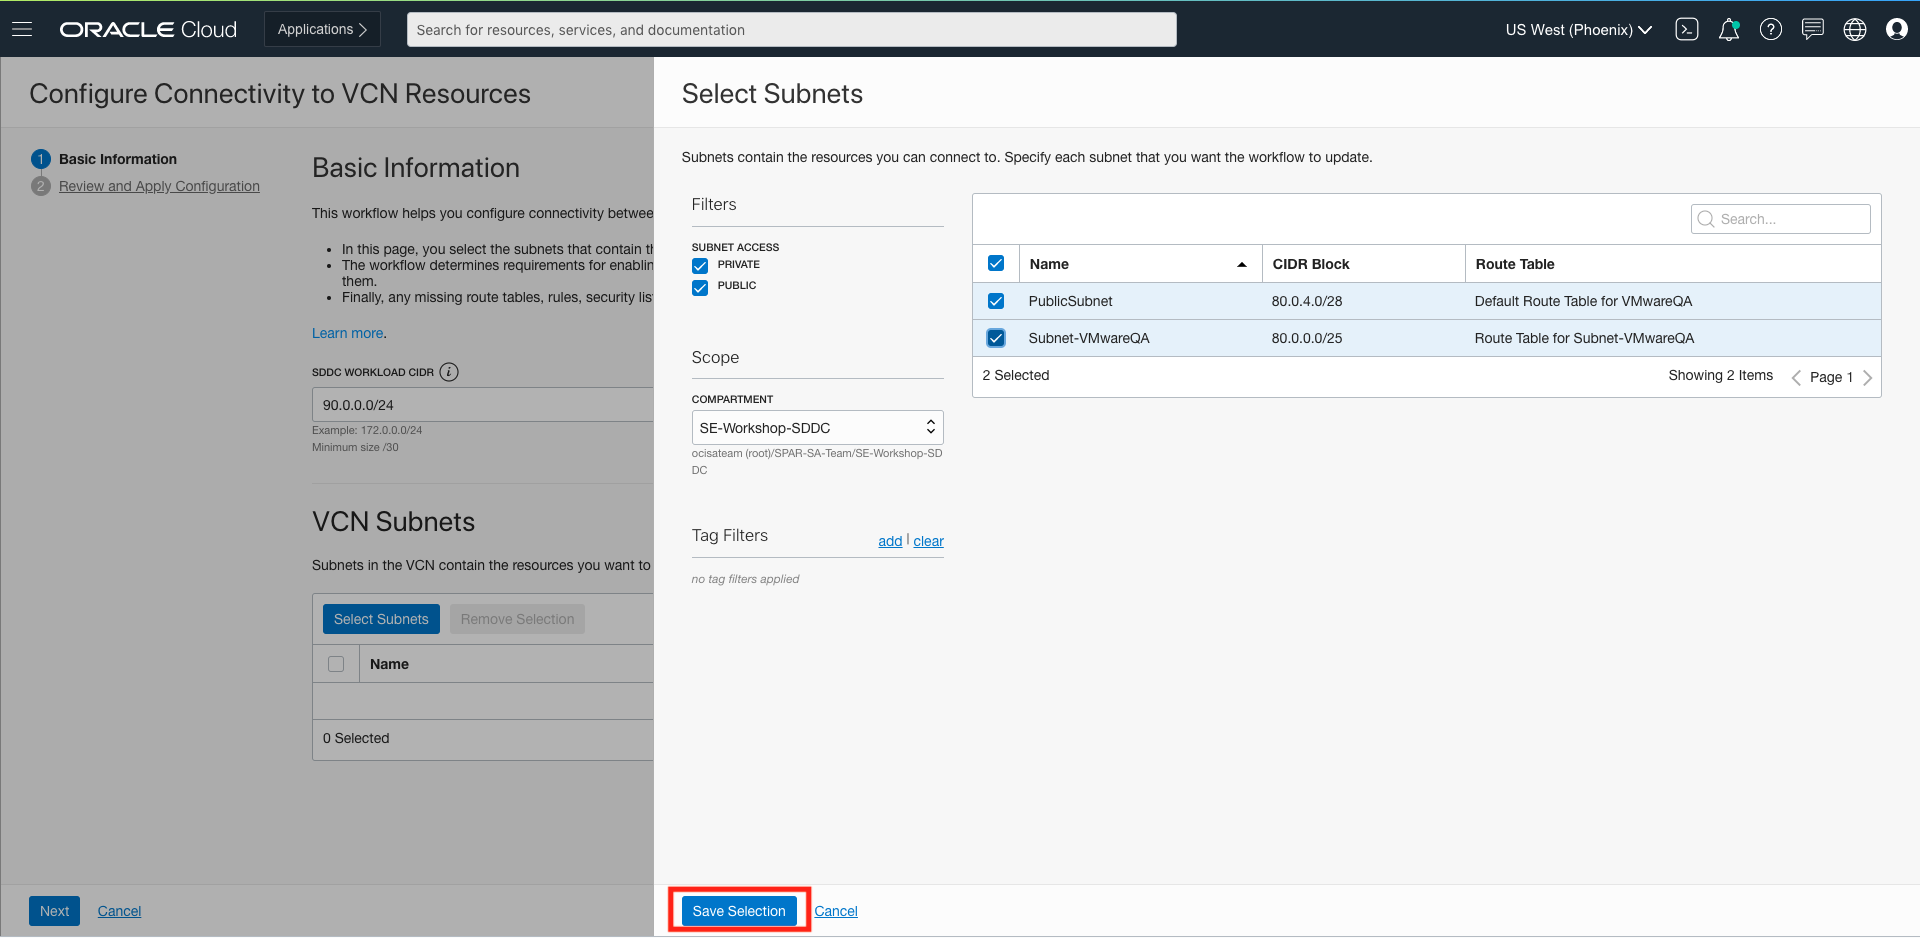 ORACLE Cloud
Applications
Search for resources, services, and documentation
US West (Phoenix)
Configure Connectivity to VCN Resources
1 Basic Information
2 Review and Apply Configuration
Basic Information
This workflow helps you configure connectivity betwee
• In this page, you select the subnets that contain th
• The workflow determines requirements for enablin
them.
• Finally, any missing route tables, rules, security lis
Learn more.
SDDC WORKLOAD CIDR i
90.0.0.0/24
Example: 172.0.0.0/24
Minimum size /30
VCN Subnets
Subnets in the VCN contain the resources you want to
Select Subnets
Remove Selection
Name
0 Selected
Next
Cancel
Select Subnets
Subnets contain the resources you can connect to. Specify each subnet that you want the workflow to update.
Filters
SUBNET ACCESS
PRIVATE
PUBLIC
Scope
COMPARTMENT
SE-Workshop-SDDC
ocisateam (root)/SPAR-SA-Team/SE-Workshop-SD
DC
Tag Filters
add | clear
no tag filters applied
Search...
Name CIDR Block Route Table
PublicSubnet 80.0.4.0/28 Default Route Table for VMwareQA
Subnet-VMwareQA 80.0.0.0/25 Route Table for Subnet-VMwareQA
2 Selected
Showing 2 Items
Page 1
Save Selection
Cancel